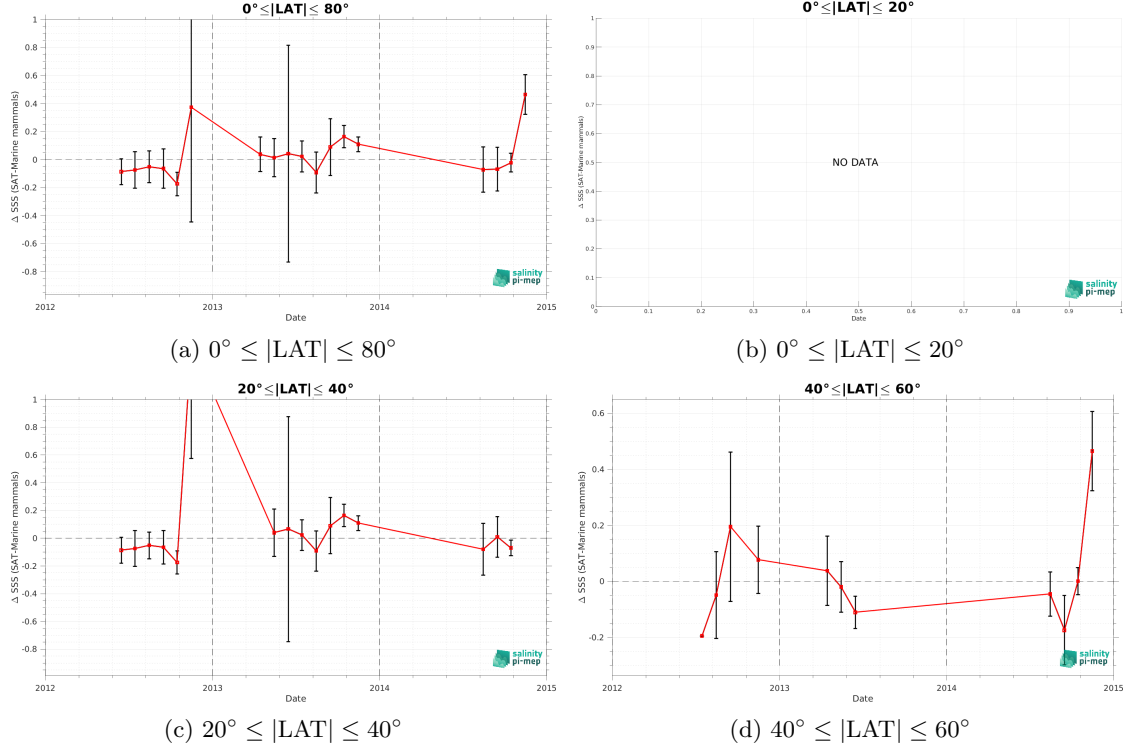 0°≤|LAT|≤ 80°
1
0.8
0.6
0.4
0.2
0
-0.2
-0.4
-0.6
-0.8
Δ SSS (SAT-Marine mammals)
2012
2013
2014
2015
Date
salinity
pi-mep
(a) 0° ≤ |LAT| ≤ 80°
0°≤|LAT|≤ 20°
1
0.9
0.8
0.7
0.6
0.5
0.4
0.3
0.2
0.1
0
Δ SSS (SAT-Marine mammals)
NO DATA
0
0.1
0.2
0.3
0.4
0.5
0.6
0.7
0.8
0.9
1
Date
salinity
pi-mep
(b) 0° ≤ |LAT| ≤ 20°
20°≤|LAT|≤ 40°
1
0.8
0.6
0.4
0.2
0
-0.2
-0.4
-0.6
-0.8
Δ SSS (SAT-Marine mammals)
2012
2013
2014
2015
Date
salinity
pi-mep
(c) 20° ≤ |LAT| ≤ 40°
40°≤|LAT|≤ 60°
0.6
0.4
0.2
0
-0.2
Δ SSS (SAT-Marine mammals)
2012
2013
2014
2015
Date
salinity
pi-mep
(d) 40° ≤ |LAT| ≤ 60°